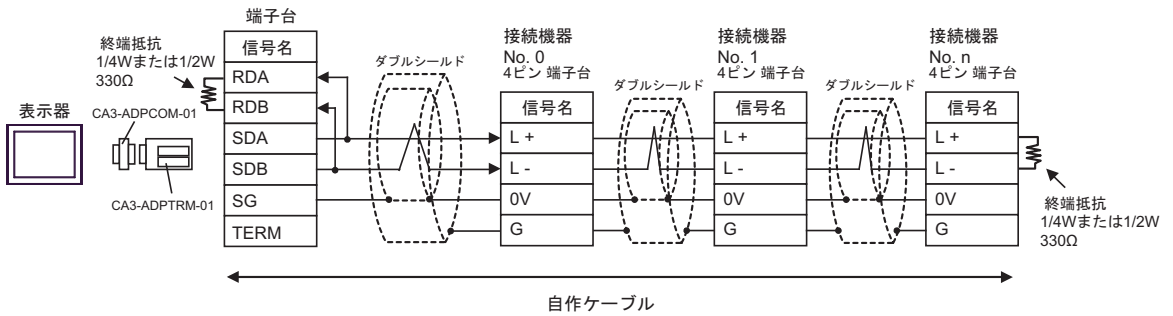 表示器
CA3-ADPCOM-01
CA3-ADPTRM-01
終端抵抗
1/4Wまたは1/2W
330Ω
端子台
信号名
RDA
RDB
SDA
SDB
SG
TERM
ダブルシールド
接続機器
No. 0
4ピン 端子台
信号名
L +
L -
0V
G
ダブルシールド
接続機器
No. 1
4ピン 端子台
信号名
L +
L -
0V
G
ダブルシールド
接続機器
No. n
4ピン 端子台
信号名
L +
L -
0V
G
終端抵抗
1/4Wまたは1/2W
330Ω
自作ケーブル